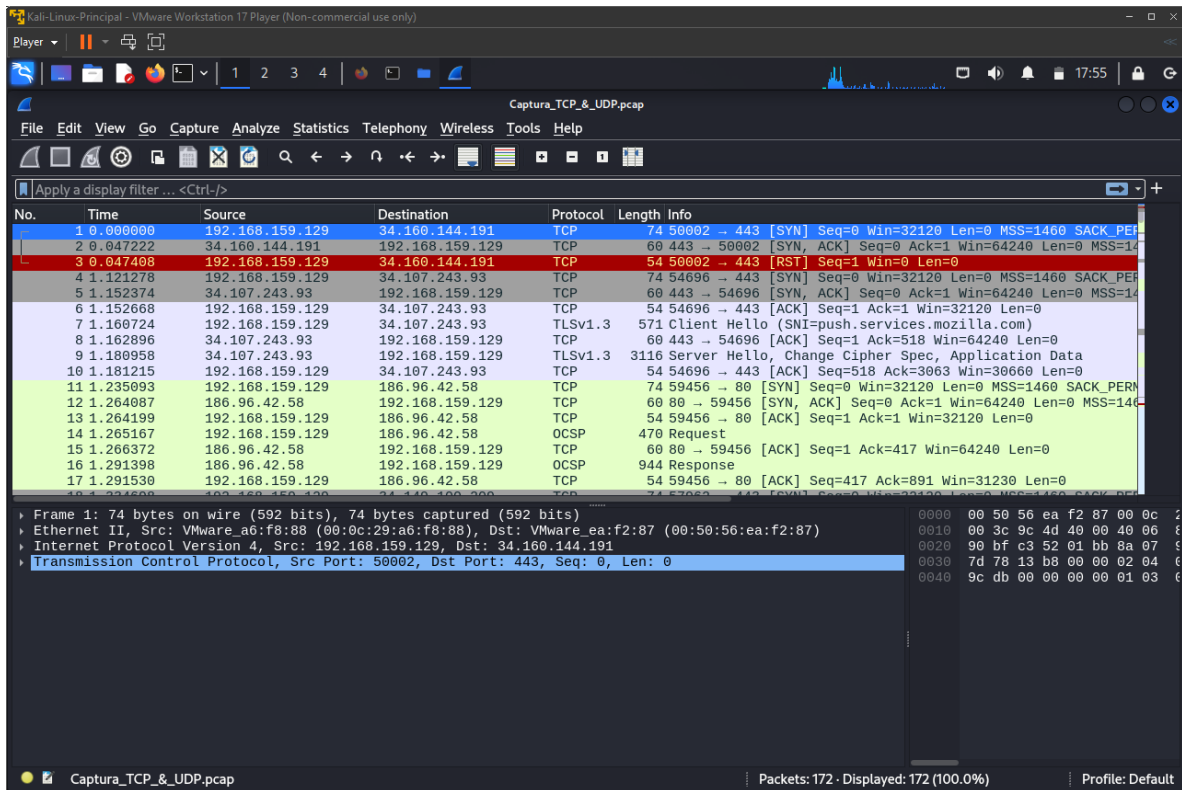 Kali-Linux-Principal - VMware Workstation 17 Player (Non-commercial use only)
Player
1 2 3 4 17:55
Captura_TCP_&_UDP.pcap
File Edit View Go Capture Analyze Statistics Telephony Wireless Tools Help
Apply a display filter ... <Ctrl-/>
No. Time Source Destination Protocol Length Info
1 0.000000 192.168.159.129 34.160.144.191 TCP 74 50002 → 443 [SYN] Seq=0 Win=32120 Len=0 MSS=1460 SACK_PER
2 0.047222 34.160.144.191 192.168.159.129 TCP 60 443 → 50002 [SYN, ACK] Seq=0 Ack=1 Win=64240 Len=0 MSS=14
3 0.047408 192.168.159.129 34.160.144.191 TCP 54 50002 → 443 [RST] Seq=1 Win=0 Len=0
4 1.121278 192.168.159.129 34.107.243.93 TCP 74 54696 → 443 [SYN] Seq=0 Win=32120 Len=0 MSS=1460 SACK_PER
5 1.152374 34.107.243.93 192.168.159.129 TCP 60 443 → 54696 [SYN, ACK] Seq=0 Ack=1 Win=64240 Len=0 MSS=14
6 1.152668 192.168.159.129 34.107.243.93 TCP 54 54696 → 443 [ACK] Seq=1 Ack=1 Win=32120 Len=0
7 1.160724 192.168.159.129 34.107.243.93 TLSv1.3 571 Client Hello (SNI=push.services.mozilla.com)
8 1.162896 34.107.243.93 192.168.159.129 TCP 60 443 → 54696 [ACK] Seq=1 Ack=518 Win=64240 Len=0
9 1.180958 34.107.243.93 192.168.159.129 TLSv1.3 3116 Server Hello, Change Cipher Spec, Application Data
10 1.181215 192.168.159.129 34.107.243.93 TCP 54 54696 → 443 [ACK] Seq=518 Ack=3063 Win=30660 Len=0
11 1.235093 192.168.159.129 186.96.42.58 TCP 74 59456 → 80 [SYN] Seq=0 Win=32120 Len=0 MSS=1460 SACK_PERM
12 1.264087 186.96.42.58 192.168.159.129 TCP 60 80 → 59456 [SYN, ACK] Seq=0 Ack=1 Win=64240 Len=0 MSS=146
13 1.264199 192.168.159.129 186.96.42.58 TCP 54 59456 → 80 [ACK] Seq=1 Ack=1 Win=32120 Len=0
14 1.265167 192.168.159.129 186.96.42.58 OCSP 470 Request
15 1.266372 186.96.42.58 192.168.159.129 TCP 60 80 → 59456 [ACK] Seq=1 Ack=417 Win=64240 Len=0
16 1.291398 186.96.42.58 192.168.159.129 OCSP 944 Response
17 1.291530 192.168.159.129 186.96.42.58 TCP 54 59456 → 80 [ACK] Seq=417 Ack=891 Win=31230 Len=0
Frame 1: 74 bytes on wire (592 bits), 74 bytes captured (592 bits)
Ethernet II, Src: VMware_a6:f8:88 (00:0c:29:a6:f8:88), Dst: VMware_ea:f2:87 (00:50:56:ea:f2:87)
Internet Protocol Version 4, Src: 192.168.159.129, Dst: 34.160.144.191
Transmission Control Protocol, Src Port: 50002, Dst Port: 443, Seq: 0, Len: 0
0000 00 50 56 ea f2 87 00 0c
0010 00 3c 9c 4d 40 00 40 06
0020 90 bf c3 52 01 bb 8a 07
0030 7d 78 13 b8 00 00 02 04
0040 9c db 00 00 00 00 01 03
Captura_TCP_&_UDP.pcap Packets: 172 · Displayed: 172 (100.0%) Profile: Default